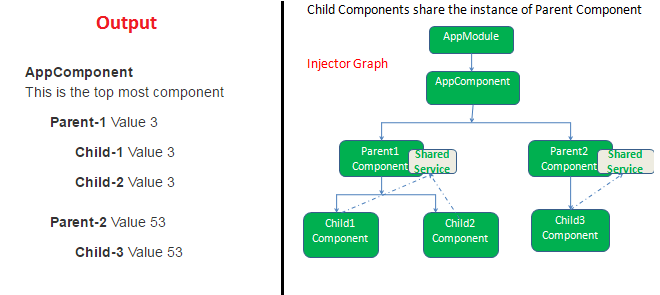 Output
AppComponent
This is the top most component
Parent-1 Value 3
Child-1 Value 3
Child-2 Value 3
Parent-2 Value 53
Child-3 Value 53
Child Components share the instance of Parent Component
Injector Graph
AppModule
AppComponent
Parent1
Component
Shared
Service
Parent2
Component
Shared
Service
Child1
Component
Child2
Component
Child3
Component